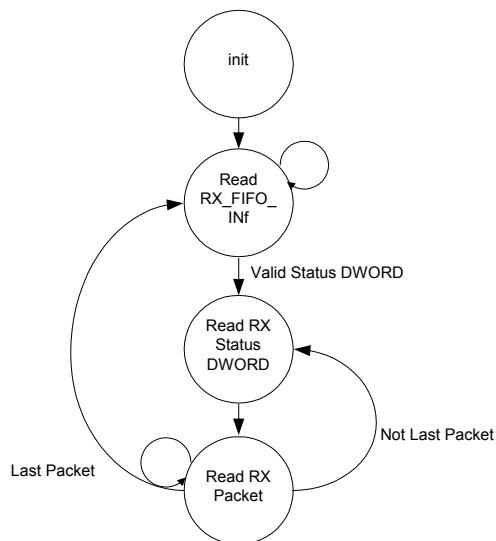 init
Read
RX_FIFO_
INf
Valid Status DWORD
Read RX
Status
DWORD
Not Last Packet
Last Packet
Read RX
Packet